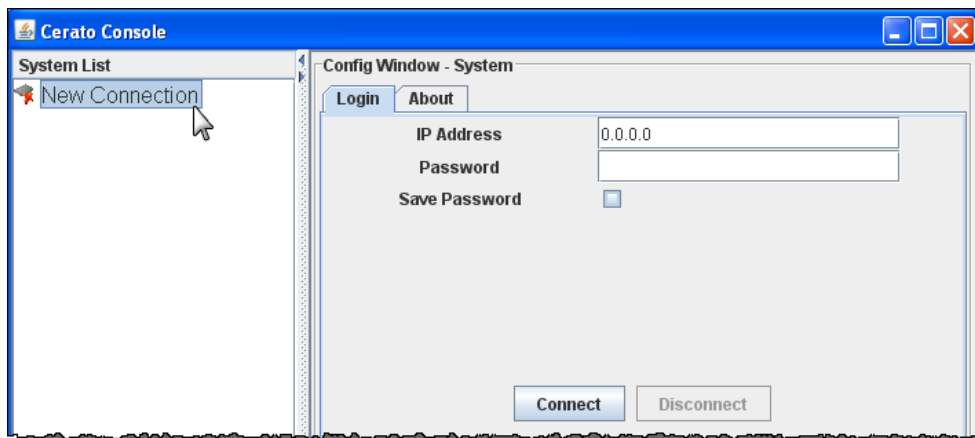 Cerato Console
System List
New Connection
Config Window - System
Login About
IP Address 0.0.0.0
Password
Save Password
Connect Disconnect